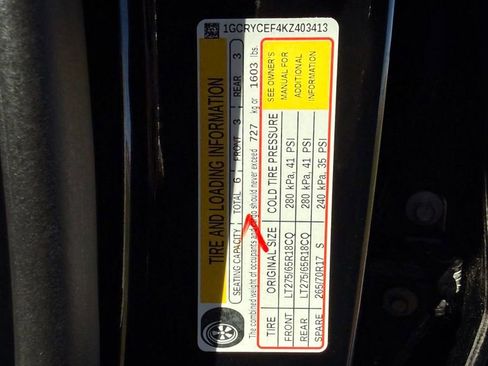 1GCRYCEF4KZ403413
TIRE AND LOADING INFORMATION
SEATING CAPACITY TOTAL 6 FRONT 3 REAR 3
The combined weight of occupants and cargo should never exceed 727 kg or 1603 lbs.
TIRE ORIGINAL SIZE COLD TIRE PRESSURE
FRONT LT275/65R18CQ 280 kPa, 41 PSI
REAR LT275/65R18CQ 280 kPa, 41 PSI
SPARE 265/70R17 S 240 kPa, 35 PSI
SEE OWNER'S
MANUAL FOR
ADDITIONAL
INFORMATION